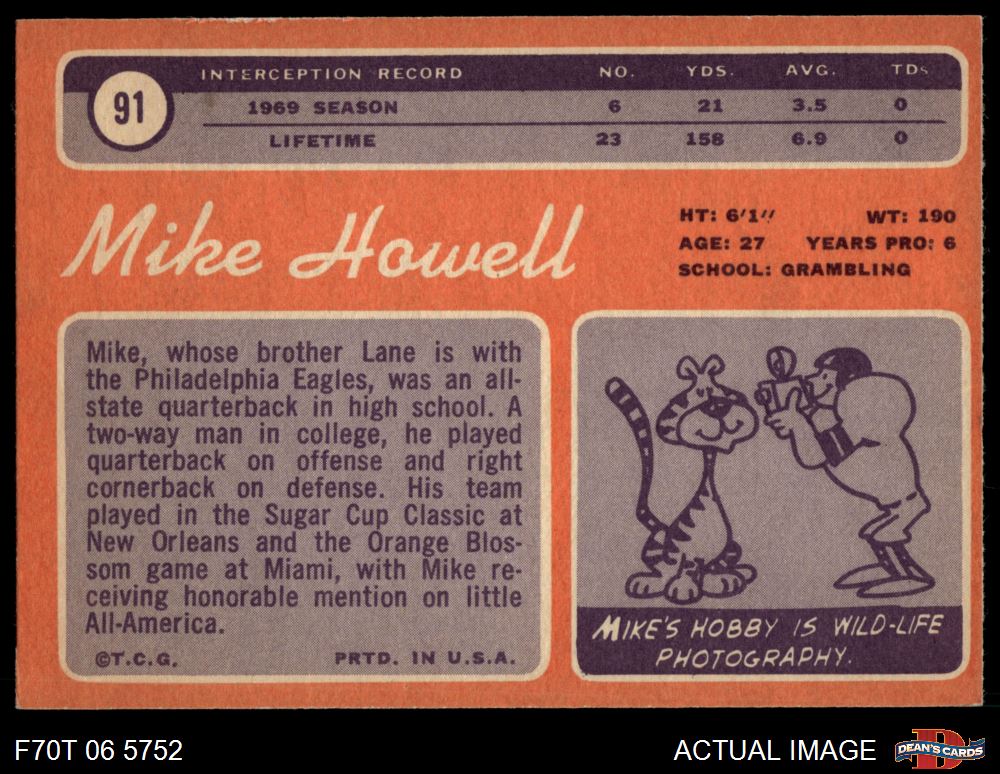 91
INTERCEPTION RECORD NO. YDS. AVG. TDs
1969 SEASON 6 21 3.5 0
LIFETIME 23 158 6.9 0
Mike Howell
HT: 6'1" WT: 190
AGE: 27 YEARS PRO: 6
SCHOOL: GRAMBLING
Mike, whose brother Lane is with
the Philadelphia Eagles, was an all-
state quarterback in high school. A
two-way man in college, he played
quarterback on offense and right
cornerback on defense. His team
played in the Sugar Cup Classic at
New Orleans and the Orange Blos-
som game at Miami, with Mike re-
ceiving honorable mention on little
All-America.
©T.C.G. PRTD. IN U.S.A.
MIKE'S HOBBY IS WILD-LIFE
PHOTOGRAPHY.
F70T 06 5752
ACTUAL IMAGE
D
DEAN'S CARDS